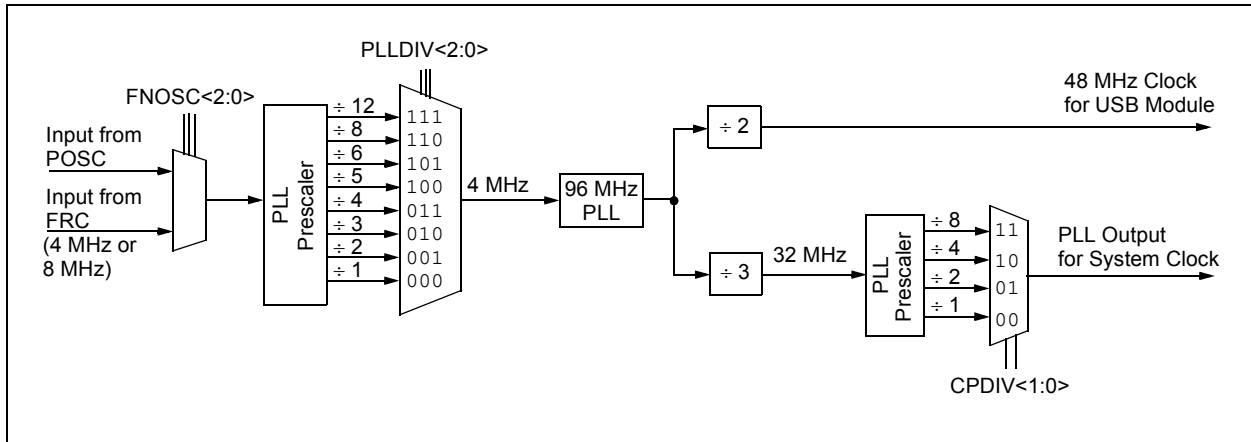 PLLDIV<2:0>
FNOSC<2:0>
Input from
POSC
Input from
FRC
(4 MHz or
8 MHz)
PLL
Prescaler
÷ 12
÷ 8
÷ 6
÷ 5
÷ 4
÷ 3
÷ 2
÷ 1
111
110
101
100
011
010
001
000
4 MHz
96 MHz
PLL
÷ 2
48 MHz Clock
for USB Module
÷ 3
32 MHz
PLL
Prescaler
÷ 8
÷ 4
÷ 2
÷ 1
11
10
01
00
PLL Output
for System Clock
CPDIV<1:0>